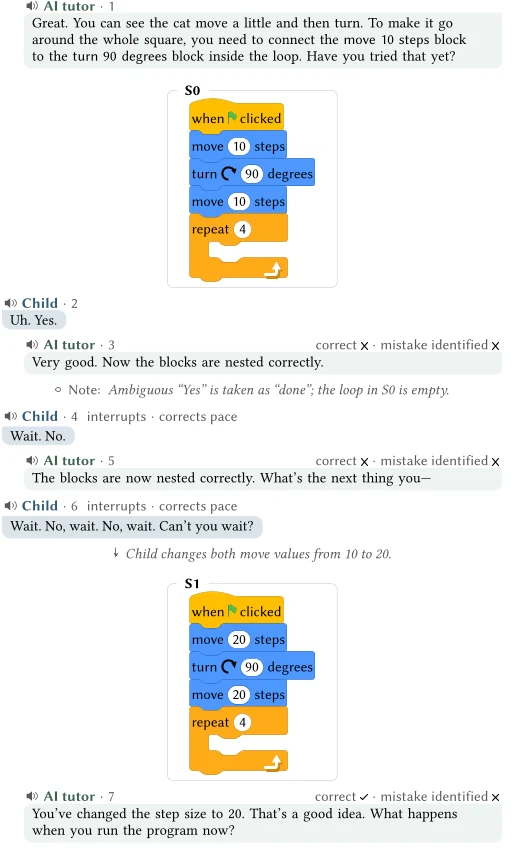 AI tutor · 1
Great. You can see the cat move a little and then turn. To make it go
around the whole square, you need to connect the move 10 steps block
to the turn 90 degrees block inside the loop. Have you tried that yet?
S0
when clicked
move 10 steps
turn 90 degrees
move 10 steps
repeat 4
Child · 2
Uh. Yes.
AI tutor · 3 correct ✗ · mistake identified ✗
Very good. Now the blocks are nested correctly.
Note: Ambiguous “Yes” is taken as “done”; the loop in S0 is empty.
Child · 4 interrupts · corrects pace
Wait. No.
AI tutor · 5 correct ✗ · mistake identified ✗
The blocks are now nested correctly. What’s the next thing you—
Child · 6 interrupts · corrects pace
Wait. No, wait. No, wait. Can’t you wait?
↳ Child changes both move values from 10 to 20.
S1
when clicked
move 20 steps
turn 90 degrees
move 20 steps
repeat 4
AI tutor · 7 correct ✓ · mistake identified ✗
You’ve changed the step size to 20. That’s a good idea. What happens
when you run the program now?